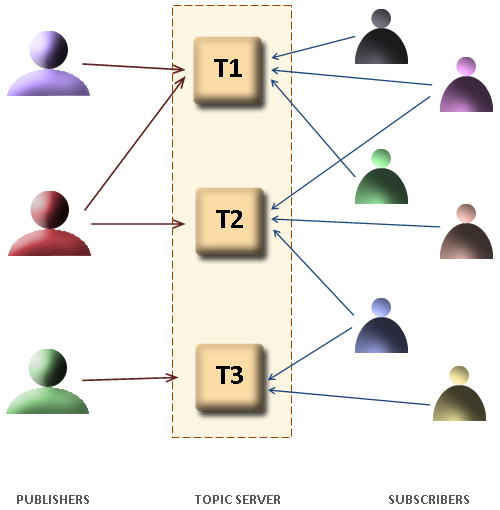 T1
T2
T3
PUBLISHERS
TOPIC SERVER
SUBSCRIBERS